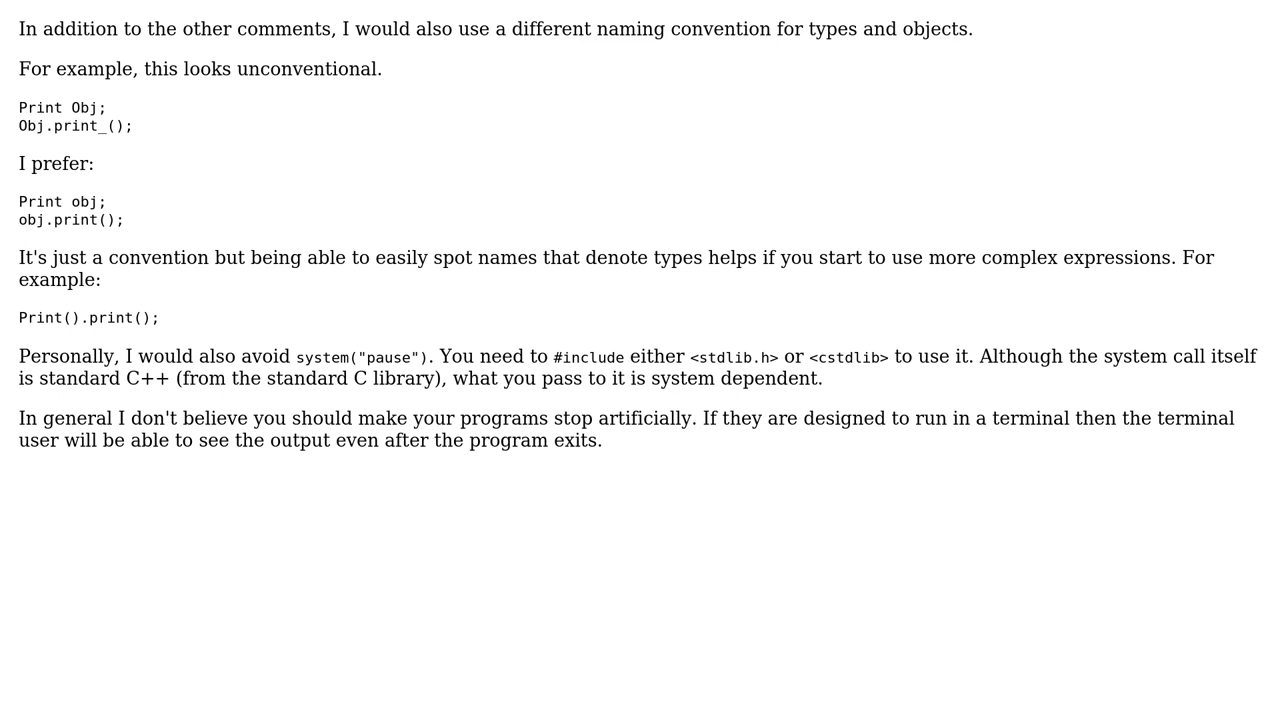 In addition to the other comments, I would also use a different naming convention for types and objects.
For example, this looks unconventional.
Print Obj;
Obj.print_();
I prefer:
Print obj;
obj.print();
It's just a convention but being able to easily spot names that denote types helps if you start to use more complex expressions. For
example:
Print().print();
Personally, I would also avoid system("pause"). You need to #include either <stdlib.h> or <cstdlib> to use it. Although the system call itself
is standard C++ (from the standard C library), what you pass to it is system dependent.
In general I don't believe you should make your programs stop artificially. If they are designed to run in a terminal then the terminal
user will be able to see the output even after the program exits.